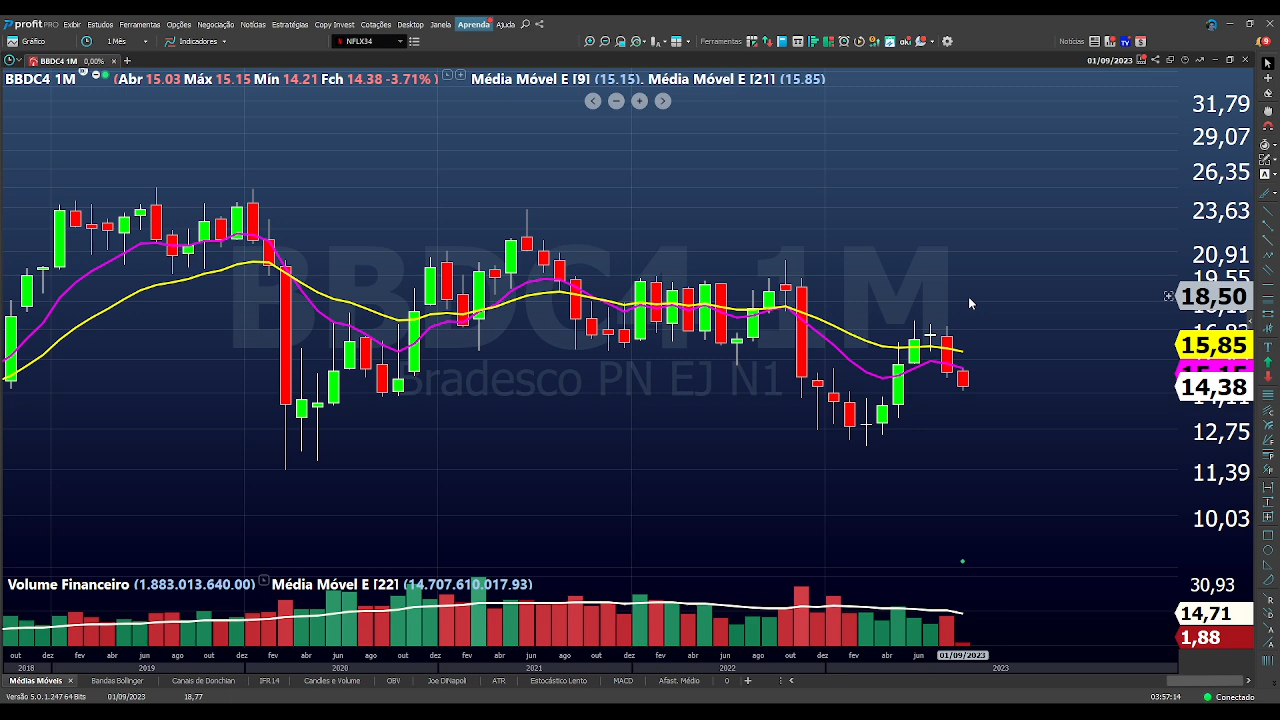 profit PRO Exibir Estudos Ferramentas Opções Negociação Notícias Estratégias Copy Invest Cotações Desktop Janela Aprenda Ajuda
Gráfico 1 Mês Indicadores NFLX34 Ferramentas Notícias
BBDC4 1M 0,00% 01/09/2023
BBDC4 1M (Abr 15.03 Máx 15.15 Mín 14.21 Fch 14.38 -3.71% ) Média Móvel E [9] (15.15), Média Móvel E [21] (15.85)
31,79
29,07
26,35
23,63
20,91
19,55
18,50
15,85
14,38
12,75
11,39
10,03
BBDC4 1M
Bradesco PN EJ N1
Volume Financeiro (1.883.013.640.00) Média Móvel E [22] (14.707.610.017.93)
30,93
14,71
1,88
out dez fev abr jun ago out dez fev abr jun ago out dez fev abr jun ago out dez fev abr jun ago out dez fev abr jun 01/09/2023
2018 2019 2020 2021 2022 2023
Médias Móveis Bandas Bollinger Canais de Donchian IFR14 Candles e Volume OBV Joe DiNapoli ATR Estocástico Lento MACD Afast. Médio 0
Versão 5.0.1.247 64 Bits 01/09/2023 18,77 03:57:14 Conectado